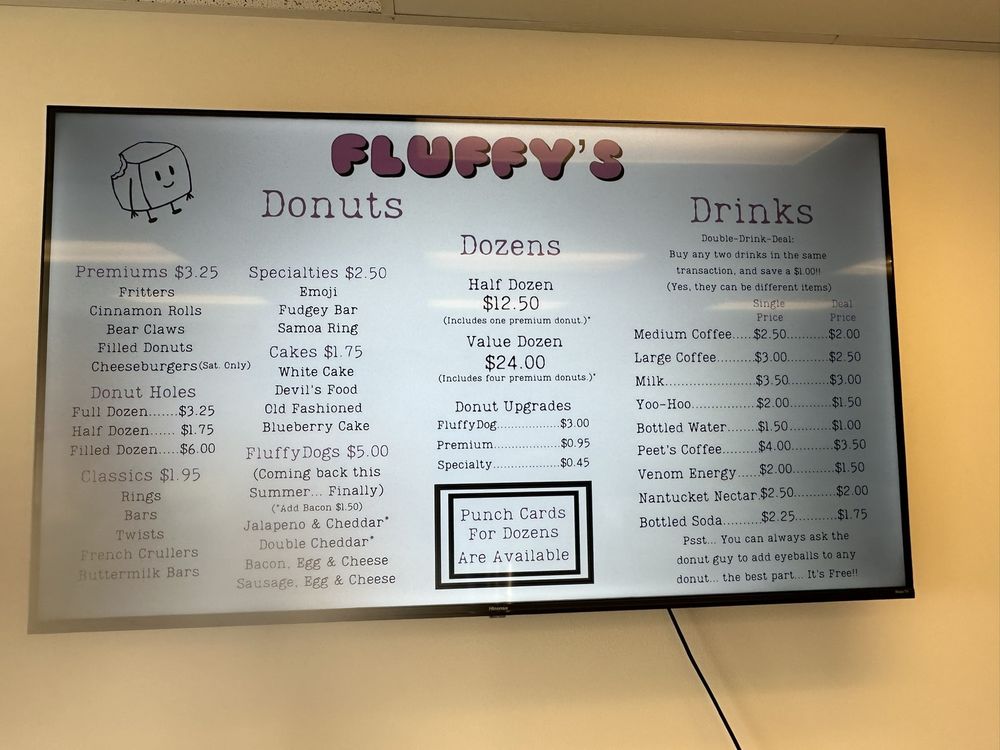 FLUFFY'S
Donuts
Premiums $3.25
Fritters
Cinnamon Rolls
Bear Claws
Filled Donuts
Cheeseburgers(Sat. Only)
Donut Holes
Full Dozen.......$3.25
Half Dozen...... $1.75
Filled Dozen.....$6.00
Classics $1.95
Rings
Bars
Twists
French Crullers
Buttermilk Bars
Specialties $2.50
Emoji
Fudgey Bar
Samoa Ring
Cakes $1.75
White Cake
Devil's Food
Old Fashioned
Blueberry Cake
FluffyDogs $5.00
(Coming back this
Summer... Finally)
(*Add Bacon $1.50)
Jalapeno & Cheddar*
Double Cheddar*
Bacon, Egg & Cheese
Sausage, Egg & Cheese
Dozens
Half Dozen
$12.50
(Includes one premium donut.)*
Value Dozen
$24.00
(Includes four premium donuts.)*
Donut Upgrades
FluffyDog.....................$3.00
Premium......................$0.95
Specialty......................$0.45
Punch Cards
For Dozens
Are Available
Drinks
Double-Drink-Deal:
Buy any two drinks in the same
transaction, and save a $1.00!!
(Yes, they can be different items)
Single Deal
Price Price
Medium Coffee.....$2.50..........$2.00
Large Coffee........$3.00..........$2.50
Milk......................$3.50..........$3.00
Yoo-Hoo................$2.00..........$1.50
Bottled Water.......$1.50..........$1.00
Peet's Coffee.........$4.00..........$3.50
Venom Energy.....$2.00..........$1.50
Nantucket Nectar.$2.50..........$2.00
Bottled Soda.........$2.25..........$1.75
Psst... You can always ask the
donut guy to add eyeballs to any
donut... the best part... It's Free!!
Hisense